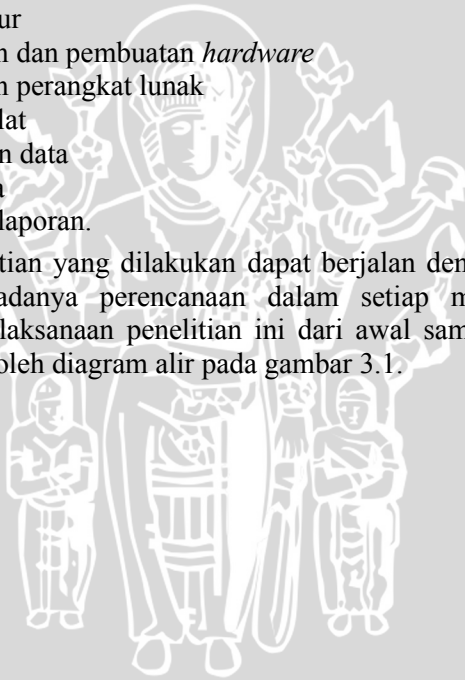 ur
n dan pembuatan hardware
n perangkat lunak
lat
n data
a
laporan.
tian yang dilakukan dapat berjalan den
adanya perencanaan dalam setiap m
laksanaan penelitian ini dari awal sam
oleh diagram alir pada gambar 3.1.